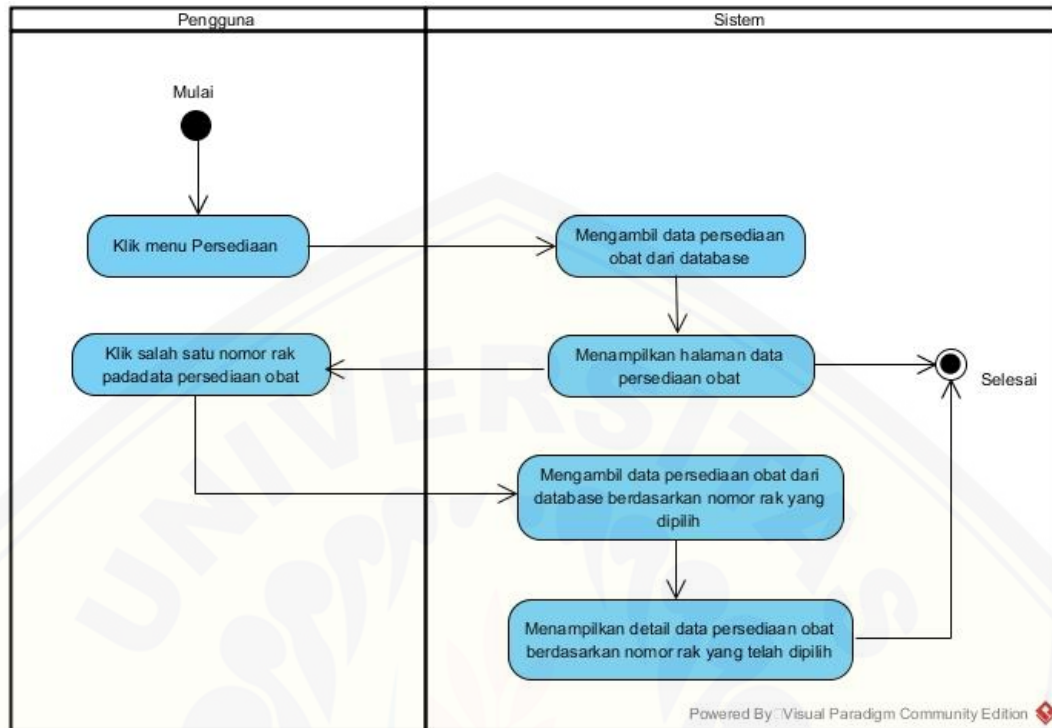 Pengguna
Sistem
Mulai
Klik menu Persediaan
Mengambil data persediaan
obat dari database
Klik salah satu nomor rak
padadata persediaan obat
Menampilkan halaman data
persediaan obat
Selesai
Mengambil data persediaan obat dari
database berdasarkan nomor rak yang
dipilih
Menampilkan detail data persediaan obat
berdasarkan nomor rak yang telah dipilih
UNIVERSITAS
Powered By Visual Paradigm Community Edition